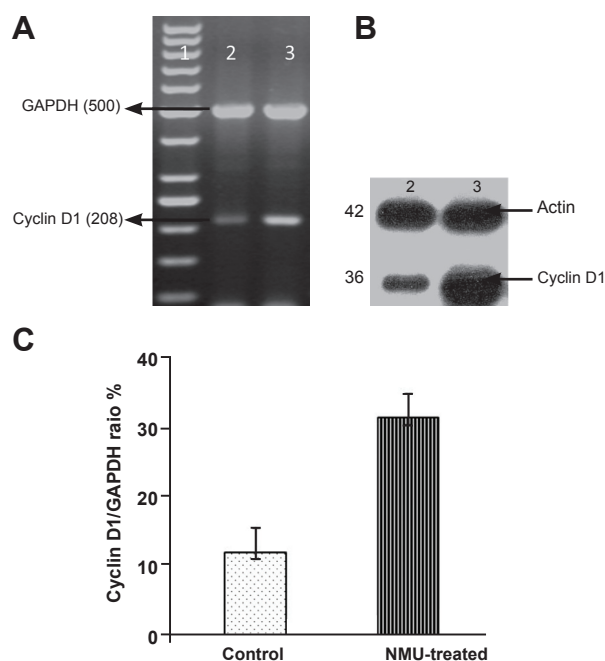 A
B
1 2 3
GAPDH (500)
Cyclin D1 (208)
2 3
42
Actin
36
Cyclin D1
C
Cyclin D1/GAPDH raio %
40
30
20
10
0
Control
NMU-treated